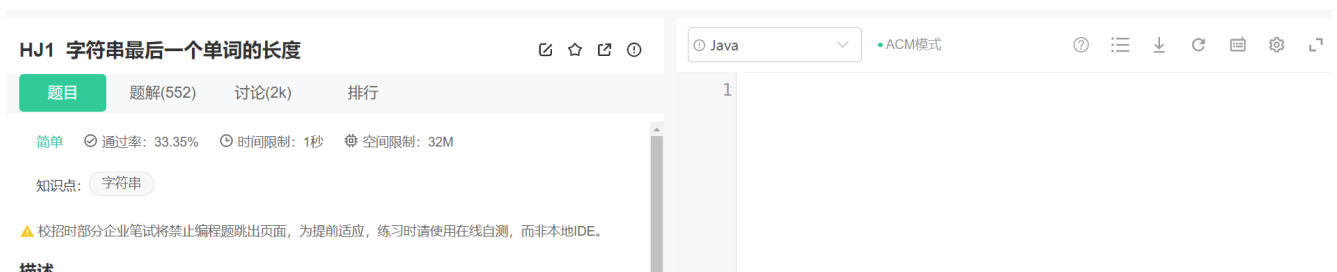 HJ1 字符串最后一个单词的长度
题目 题解(552) 讨论(2k) 排行
简单 通过率：33.35% 时间限制：1秒 空间限制：32M
知识点： 字符串
校招时部分企业笔试将禁止编程题跳出页面，为提前适应，练习时请使用在线自测，而非本地IDE。
描述
Java ACM模式
1